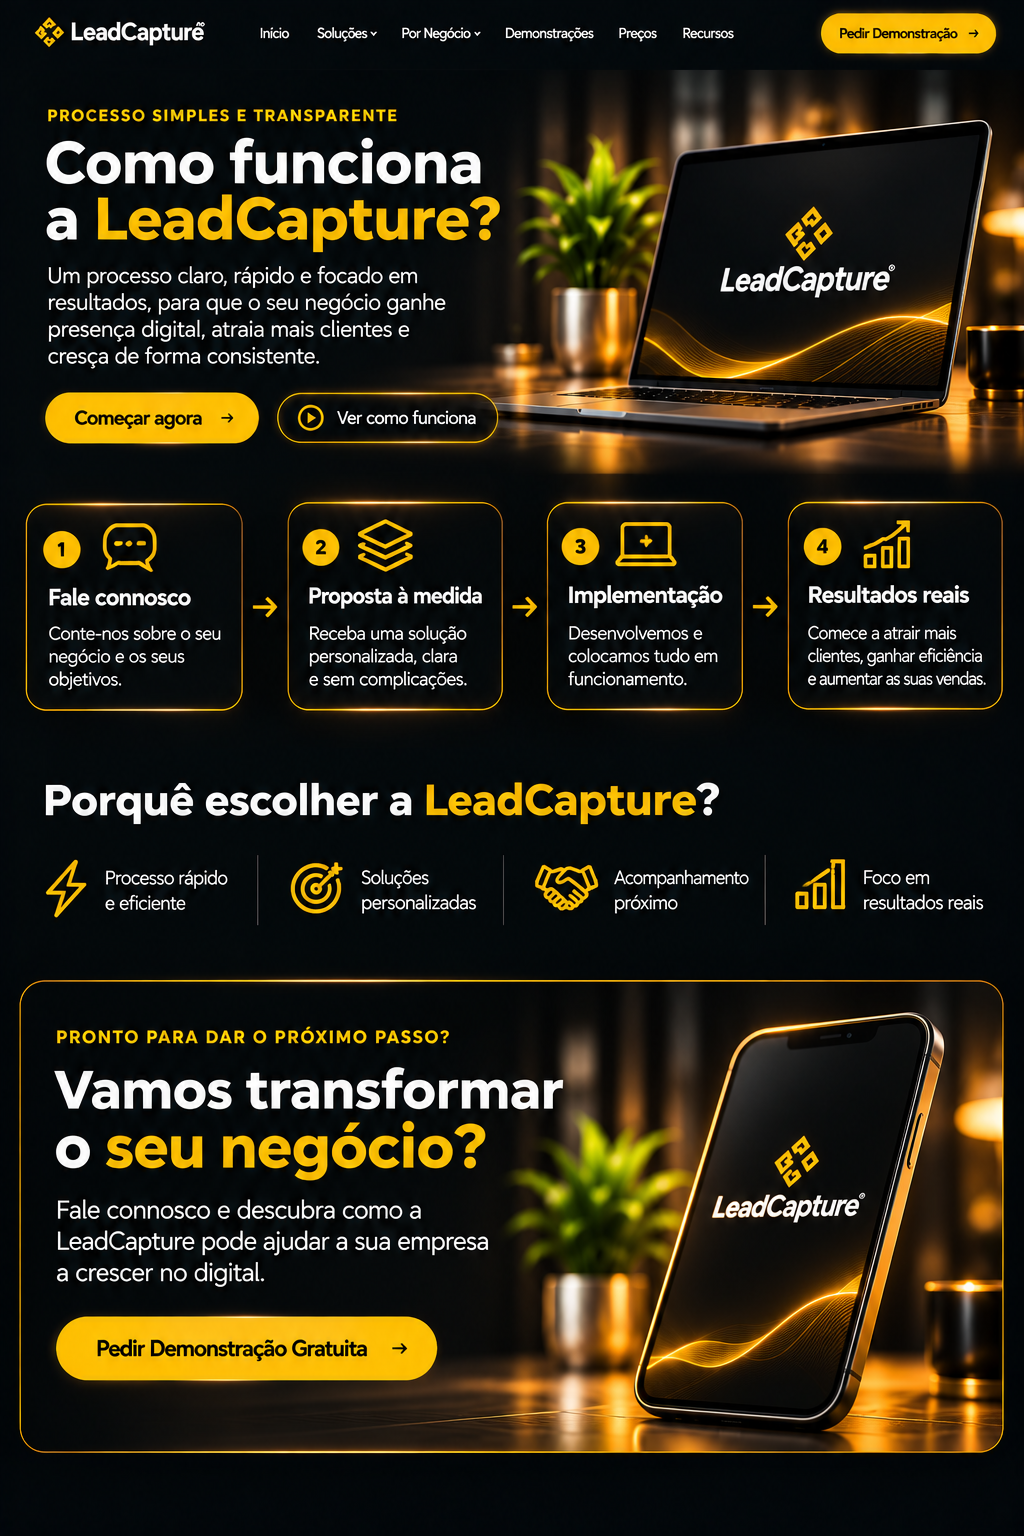 LeadCapture
Início Soluções Por Negócio Demonstrações Preços Recursos
Pedir Demonstração →
PROCESSO SIMPLES E TRANSPARENTE
Como funciona
a LeadCapture?
Um processo claro, rápido e focado em
resultados, para que o seu negócio ganhe
presença digital, atraia mais clientes e
cresça de forma consistente.
Começar agora →
Ver como funciona
LeadCapture®
1
Fale connosco
Conte-nos sobre o seu
negócio e os seus
objetivos.
→
2
Proposta à medida
Receba uma solução
personalizada, clara
e sem complicações.
→
3
Implementação
Desenvolvemos e
colocamos tudo em
funcionamento.
→
4
Resultados reais
Comece a atrair mais
clientes, ganhar eficiência
e aumentar as suas vendas.
Porquê escolher a LeadCapture?
Processo rápido
e eficiente
Soluções
personalizadas
Acompanhamento
próximo
Foco em
resultados reais
PRONTO PARA DAR O PRÓXIMO PASSO?
Vamos transformar
o seu negócio?
Fale connosco e descubra como a
LeadCapture pode ajudar a sua empresa
a crescer no digital.
Pedir Demonstração Gratuita →
LeadCapture®